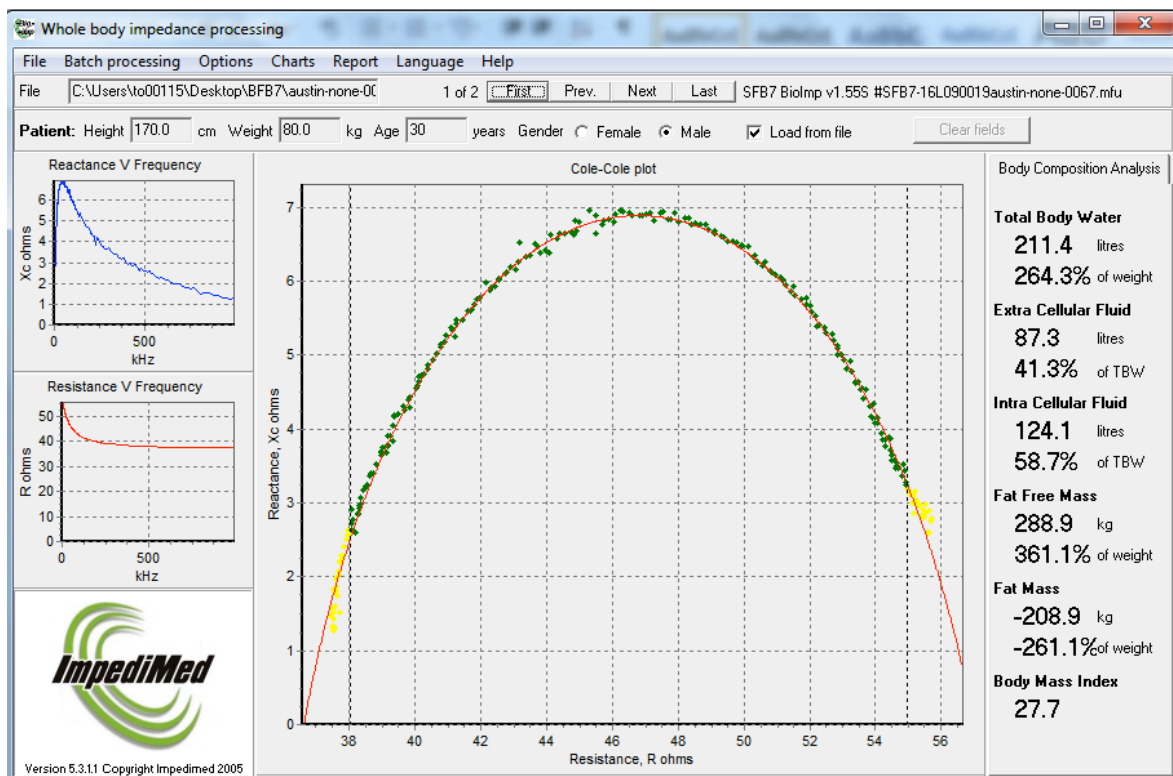 Whole body impedance processing
File Batch processing Options Charts Report Language Help
File C:\Users\to00115\Desktop\BFB7\austin-none-0( 1 of 2 First Prev. Next Last SFB7 BioImp v1.55S #SFB7-16L090019austin-none-0067.mfu
Patient: Height 170.0 cm Weight 80.0 kg Age 30 years Gender Female Male Load from file Clear fields
Reactance V Frequency
Xc ohms
6
5
4
3
2
1
0
0 500
kHz
Resistance V Frequency
R ohms
50
40
30
20
10
0
0 500
kHz
ImpediMed
Version 5.3.1.1 Copyright Impedimed 2005
Cole-Cole plot
Reactance, Xc ohms
7
6
5
4
3
2
1
0
38 40 42 44 46 48 50 52 54 56
Resistance, R ohms
Body Composition Analysis
Total Body Water
211.4 litres
264.3% of weight
Extra Cellular Fluid
87.3 litres
41.3% of TBW
Intra Cellular Fluid
124.1 litres
58.7% of TBW
Fat Free Mass
288.9 kg
361.1% of weight
Fat Mass
-208.9 kg
-261.1% of weight
Body Mass Index
27.7